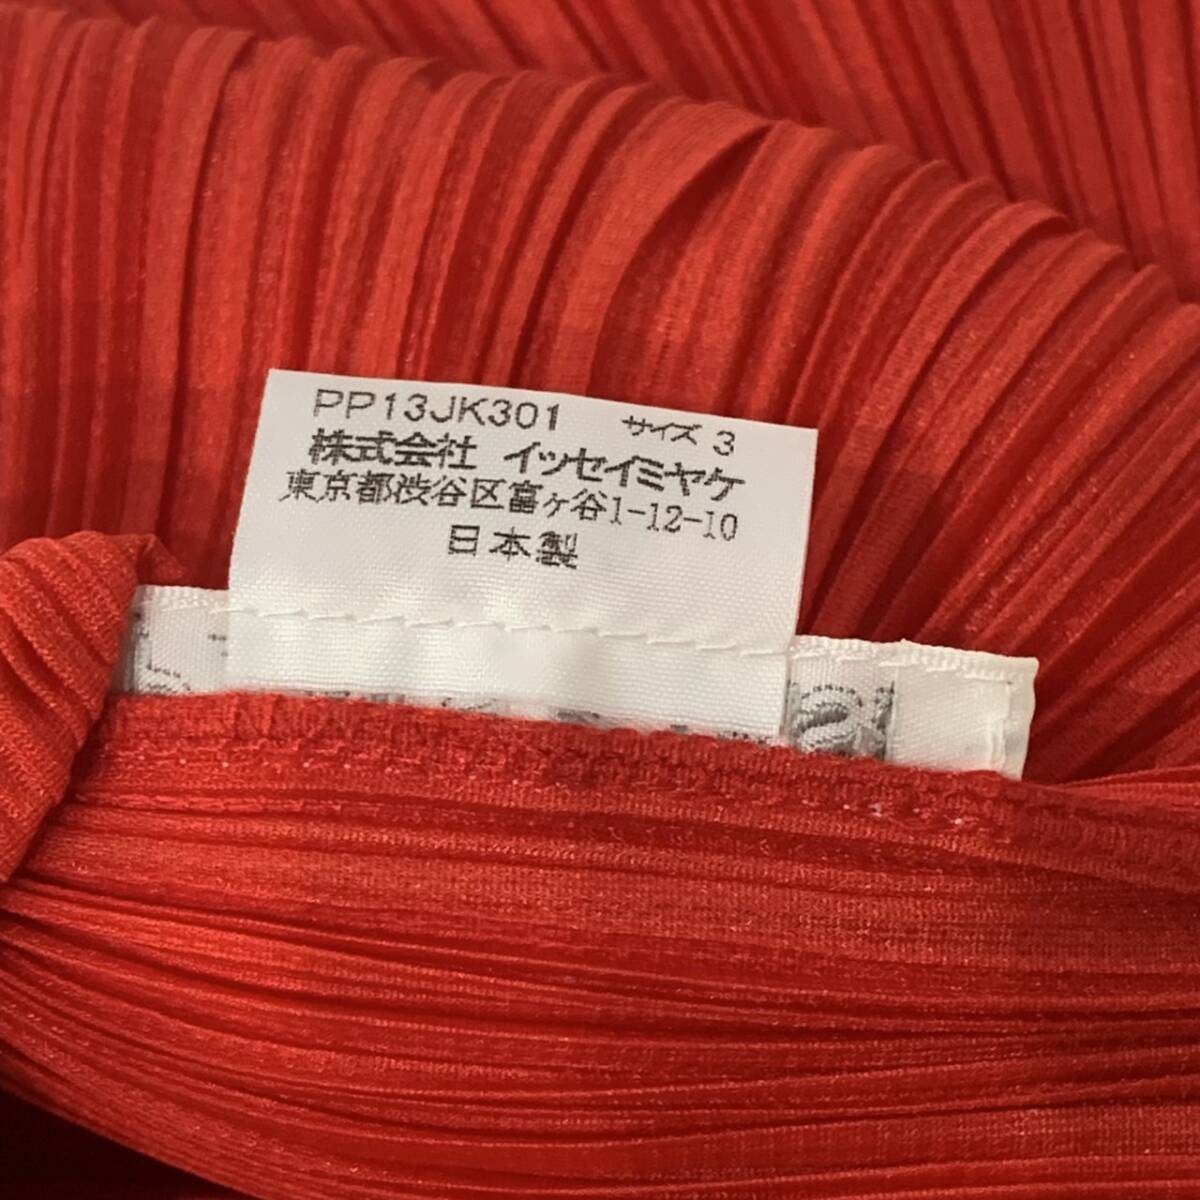 PP13JK301 サイズ 3
株式会社 イッセイミヤケ
東京都渋谷区富ヶ谷1-12-10
日本製